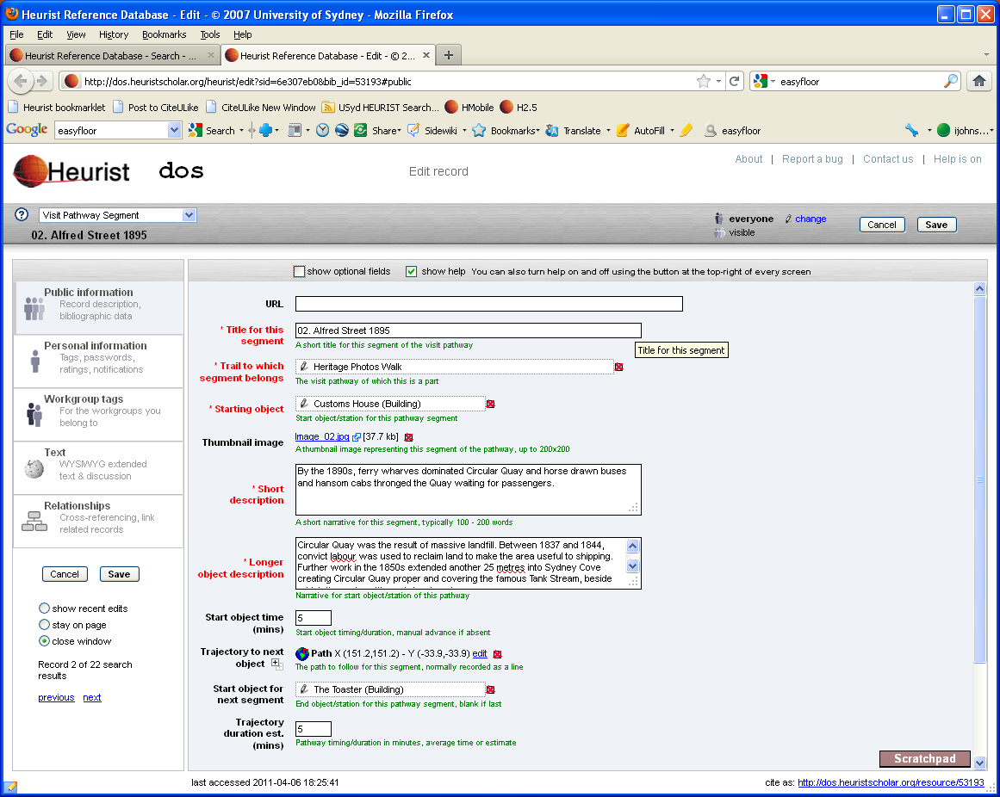 Heurist Reference Database - Edit - © 2007 University of Sydney - Mozilla Firefox
File Edit View History Bookmarks Tools Help
Heurist Reference Database - Search - ... Heurist Reference Database - Edit - © 2...
http://dos.heuristscholar.org/heurist/edit?sid=6e307eb0&bib_id=53193#public easyfloor
Heurist bookmarklet Post to CiteULike CiteULike New Window USyd HEURIST Search... HMobile H2.5
Google easyfloor Search Share Sidewiki Bookmarks Translate AutoFill easyfloor ijohns...
Heurist dos Edit record About | Report a bug | Contact us | Help is on
? Visit Pathway Segment everyone change Cancel Save
visible
02. Alfred Street 1895
show optional fields show help You can also turn help on and off using the button at the top-right of every screen
Public information
Record description,
bibliographic data
Personal information
Tags, passwords,
ratings, notifications
Workgroup tags
For the workgroups you
belong to
Text
WYSIWYG extended
text & discussion
Relationships
Cross-referencing, link
related records
Cancel Save
show recent edits
stay on page
close window
Record 2 of 22 search
results
previous next
URL
* Title for this
segment
02. Alfred Street 1895
A short title for this segment of the visit pathway
Title for this segment
* Trail to which
segment belongs
Heritage Photos Walk
The visit pathway of which this is a part
* Starting object Customs House (Building)
Start object/station for this pathway segment
Thumbnail image Image_02.jpg [37.7 kb]
A thumbnail image representing this segment of the pathway, up to 200x200
* Short
description
By the 1890s, ferry wharves dominated Circular Quay and horse drawn buses
and hansom cabs thronged the Quay waiting for passengers.
A short narrative for this segment, typically 100 - 200 words
* Longer
object description
Circular Quay was the result of massive landfill. Between 1837 and 1844,
convict labour was used to reclaim land to make the area useful to shipping.
Further work in the 1850s extended another 25 metres into Sydney Cove
creating Circular Quay proper and covering the famous Tank Stream, beside
Narrative for start object/station of this pathway
Start object time
(mins)
5
Start object timing/duration, manual advance if absent
Trajectory to next
object
Path X (151.2,151.2) - Y (-33.9,-33.9) edit
The path to follow for this segment, normally recorded as a line
Start object for
next segment
The Toaster (Building)
End object/station for this pathway segment, blank if last
Trajectory
duration est.
(mins)
5
Pathway timing/duration in minutes, average time or estimate
Scratchpad
last accessed 2011-04-06 18:25:41 cite as: http://dos.heuristscholar.org/resource/53193